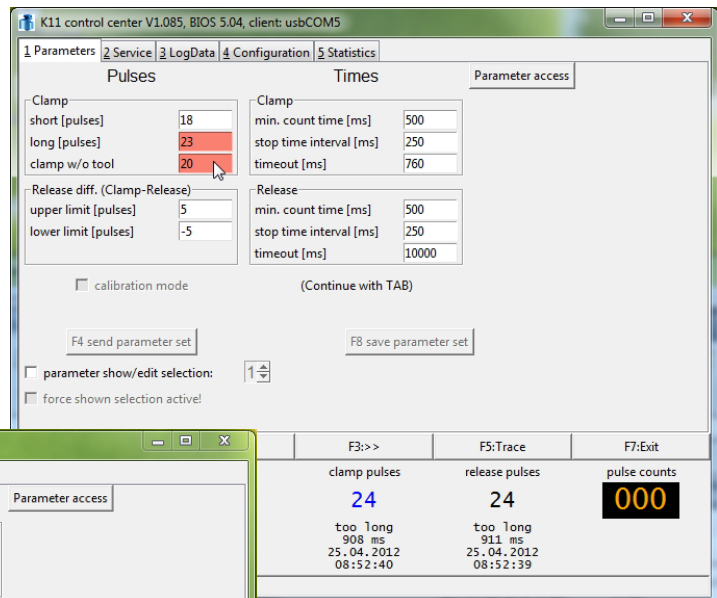 K11 control center V1.085, BIOS 5.04, client: usbCOM5
1 Parameters 2 Service 3 LogData 4 Configuration 5 Statistics
Pulses Times Parameter access
Clamp Clamp
short [pulses] 18 min. count time [ms] 500
long [pulses] 23 stop time interval [ms] 250
clamp w/o tool 20 timeout [ms] 760
Release diff. (Clamp-Release) Release
upper limit [pulses] 5 min. count time [ms] 500
lower limit [pulses] -5 stop time interval [ms] 250
timeout [ms] 10000
calibration mode (Continue with TAB)
F4 send parameter set F8 save parameter set
parameter show/edit selection: 1
force shown selection active!
F3:>> F5:Trace F7:Exit
clamp pulses release pulses pulse counts
Parameter access
24 24 000
too long too long
908 ms 911 ms
25.04.2012 25.04.2012
08:52:40 08:52:39